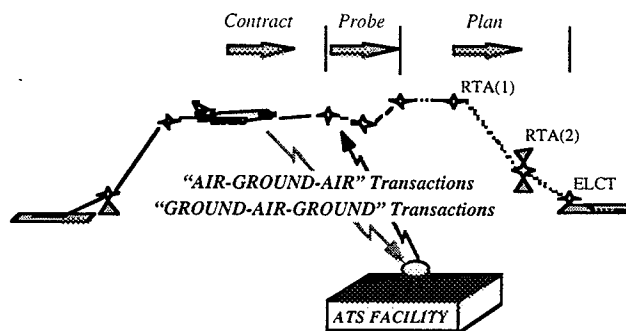 Contract Probe Plan
RTA(1)
RTA(2)
ELCT
"AIR-GROUND-AIR" Transactions
"GROUND-AIR-GROUND" Transactions
ATS FACILITY